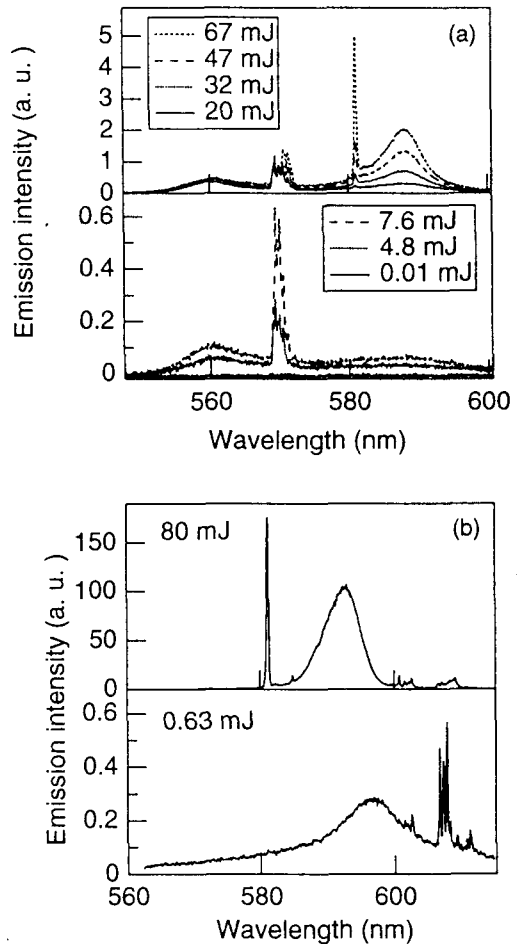 (a)
67 mJ
47 mJ
32 mJ
20 mJ
5
4
3
2
1
0
Emission intensity (a. u. )
7.6 mJ
4.8 mJ
0.01 mJ
0.6
0.4
0.2
0
560
580
600
Wavelength (nm)
(b)
80 mJ
150
100
50
0
Emission intensity (a. u. )
0.63 mJ
0.6
0.4
0.2
0
560
580
600
Wavelength (nm)